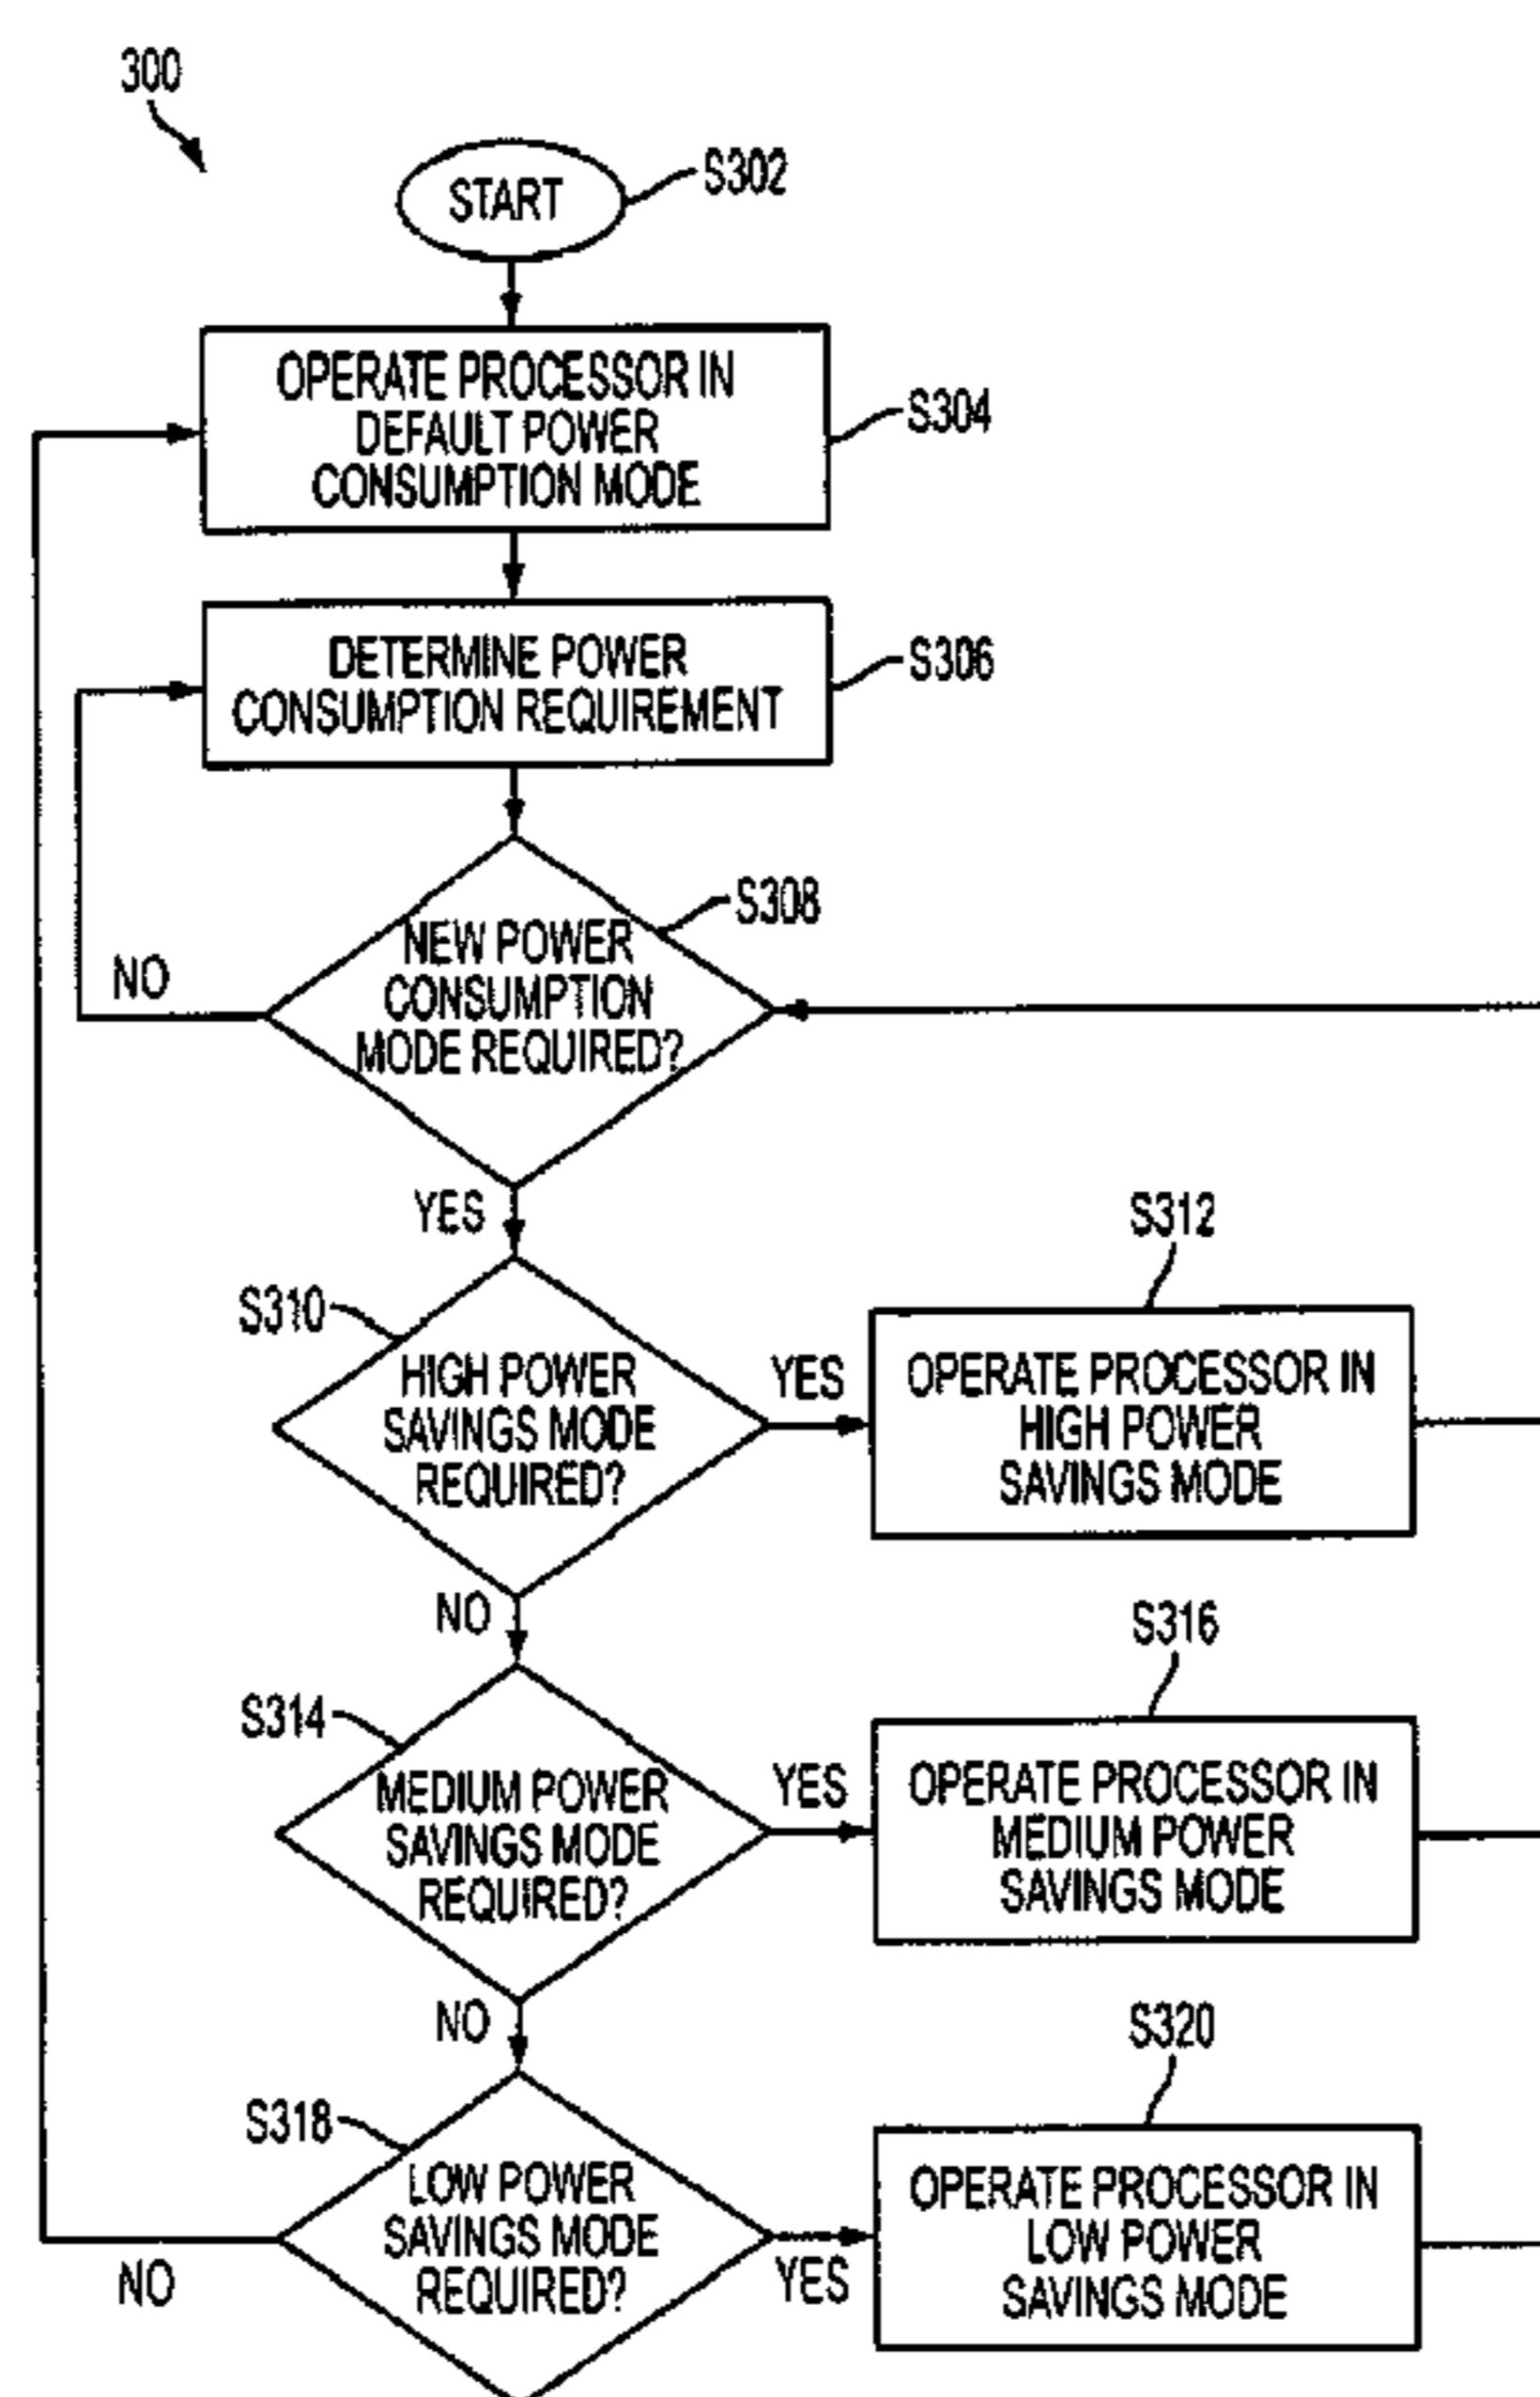 300
START
S302
OPERATE PROCESSOR IN
DEFAULT POWER
CONSUMPTION MODE
S304
DETERMINE POWER
CONSUMPTION REQUIREMENT
S306
S308
NEW POWER
CONSUMPTION
MODE REQUIRED?
NO
YES
S310
HIGH POWER
SAVINGS MODE
REQUIRED?
YES
S312
OPERATE PROCESSOR IN
HIGH POWER
SAVINGS MODE
NO
S314
MEDIUM POWER
SAVINGS MODE
REQUIRED?
YES
S316
OPERATE PROCESSOR IN
MEDIUM POWER
SAVINGS MODE
NO
S318
LOW POWER
SAVINGS MODE
REQUIRED?
NO
YES
S320
OPERATE PROCESSOR IN
LOW POWER
SAVINGS MODE